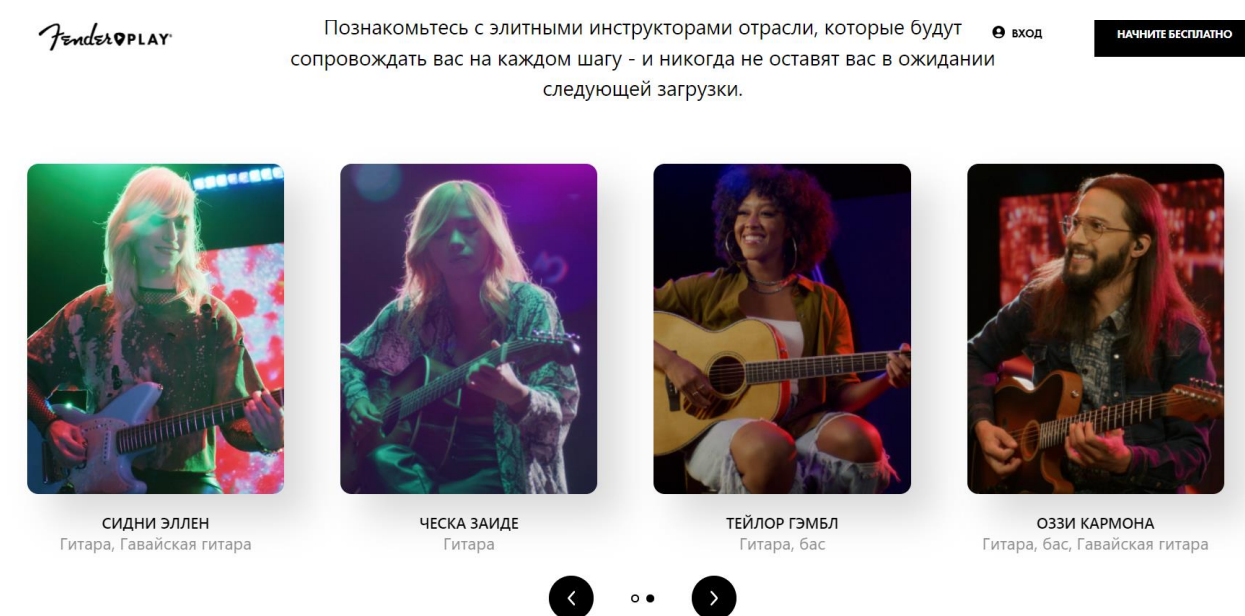 Fender PLAY
Познакомьтесь с элитными инструкторами отрасли, которые будут
сопровождать вас на каждом шагу - и никогда не оставят вас в ожидании
следующей загрузки.
ВХОД
НАЧНИТЕ БЕСПЛАТНО
СИДНИ ЭЛЛЕН
Гитара, Гавайская гитара
ЧЕСКА ЗАИДЕ
Гитара
ТЕЙЛОР ГЭМБЛ
Гитара, бас
ОЗЗИ КАРМОНА
Гитара, бас, Гавайская гитара